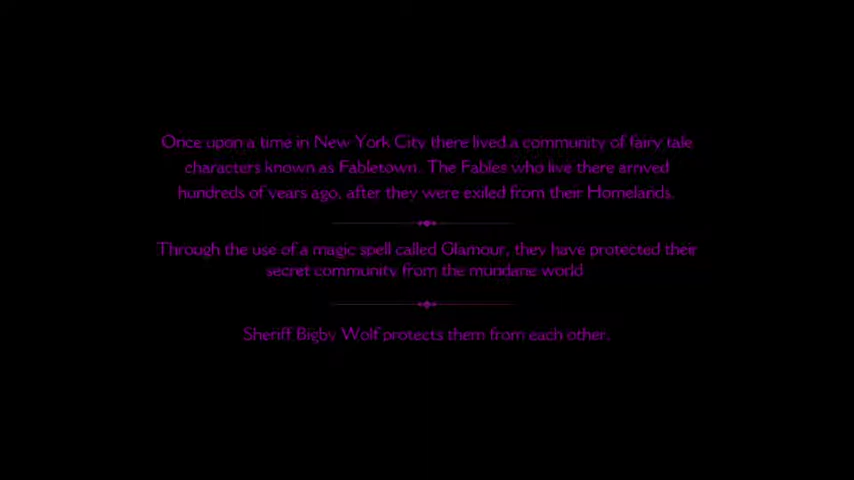 Once upon a time in New York City there lived a community of fairy tale
characters known as Fabletown. The Fables who live there arrived
hundreds of years ago, after they were exiled from their Homelands.
Through the use of a magic spell called Glamour, they have protected their
secret community from the mundane world
Sheriff Bigby Wolf protects them from each other.